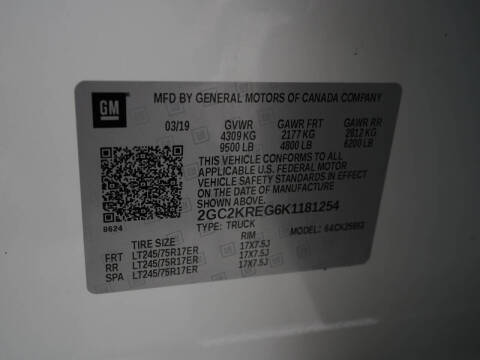 GM
MFD BY GENERAL MOTORS OF CANADA COMPANY
03/19 GVWR GAWR FRT GAWR RR
4309 KG 2177 KG 2812 KG
9500 LB 4800 LB 6200 LB
THIS VEHICLE CONFORMS TO ALL
APPLICABLE U.S. FEDERAL MOTOR
VEHICLE SAFETY STANDARDS IN
EFFECT ON THE DATE OF MANUFACTURE
SHOWN ABOVE.
2GC2KREG6K1181254
8624
TYPE: TRUCK
TIRE SIZE RIM
FRT LT245/75R17ER 17X7.5J
RR LT245/75R17ER 17X7.5J
SPA LT245/75R17ER 17X7.5J